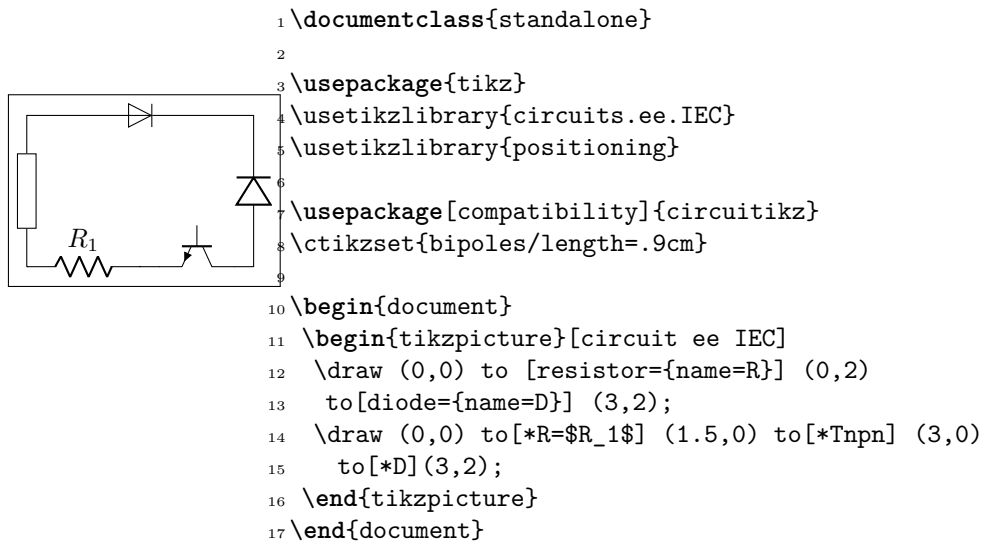 1 \documentclass{standalone}
2
3 \usepackage{tikz}
4 \usetikzlibrary{circuits.ee.IEC}
5 \usetikzlibrary{positioning}
6
7 \usepackage[compatibility]{circuitikz}
8 \ctikzset{bipoles/length=.9cm}
9
10 \begin{document}
11 \begin{tikzpicture}[circuit ee IEC]
12 \draw (0,0) to [resistor={name=R}] (0,2)
13 to[diode={name=D}] (3,2);
14 \draw (0,0) to[*R=$R_1$] (1.5,0) to[*Tnpn] (3,0)
15 to[*D](3,2);
16 \end{tikzpicture}
17 \end{document}
R1